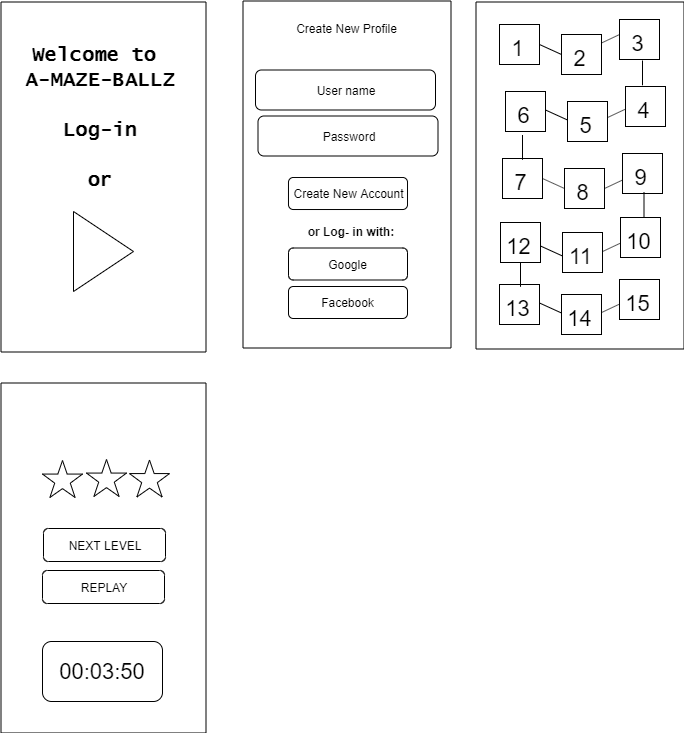 Welcome to
A-MAZE-BALLZ
Log-in
or
Create New Profile
User name
Password
Create New Account
or Log- in with:
Google
Facebook
1
2
3
4
5
6
7
8
9
10
11
12
13
14
15
NEXT LEVEL
REPLAY
00:03:50